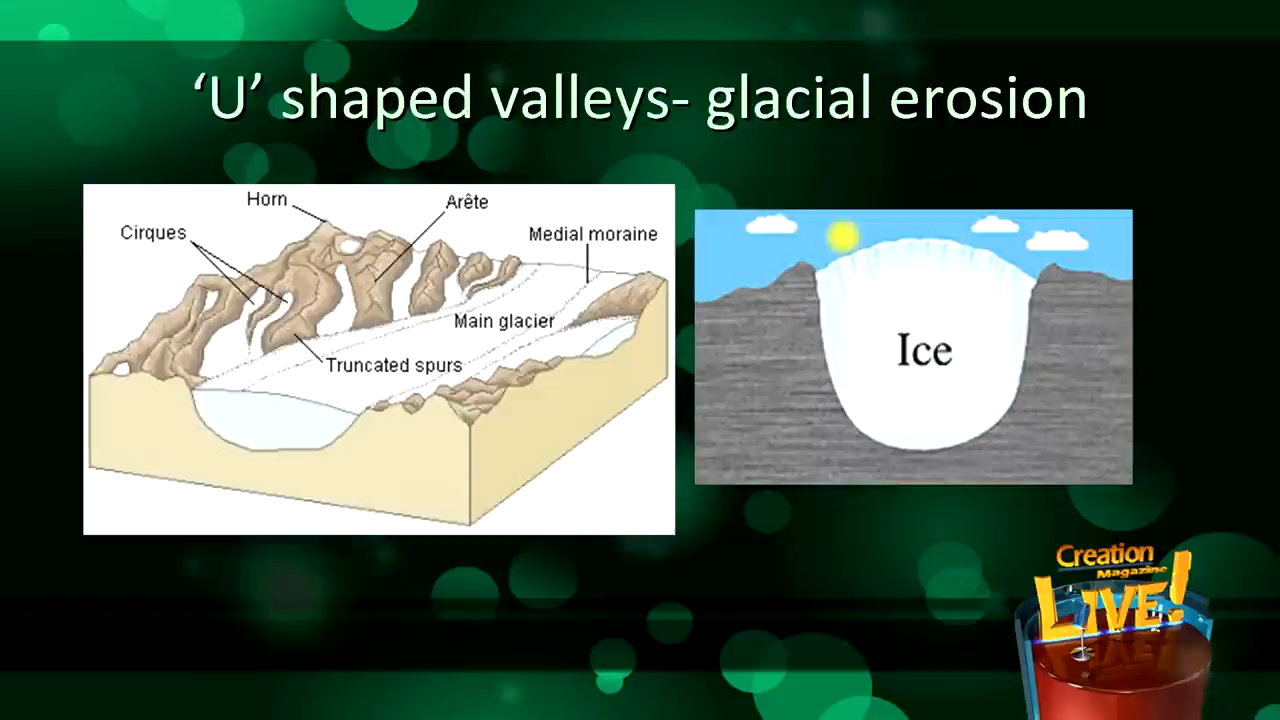 ‘U’ shaped valleys- glacial erosion
Horn
Arête
Cirques
Medial moraine
Main glacier
Truncated spurs
Ice
Creation
Magazine
LIVE!